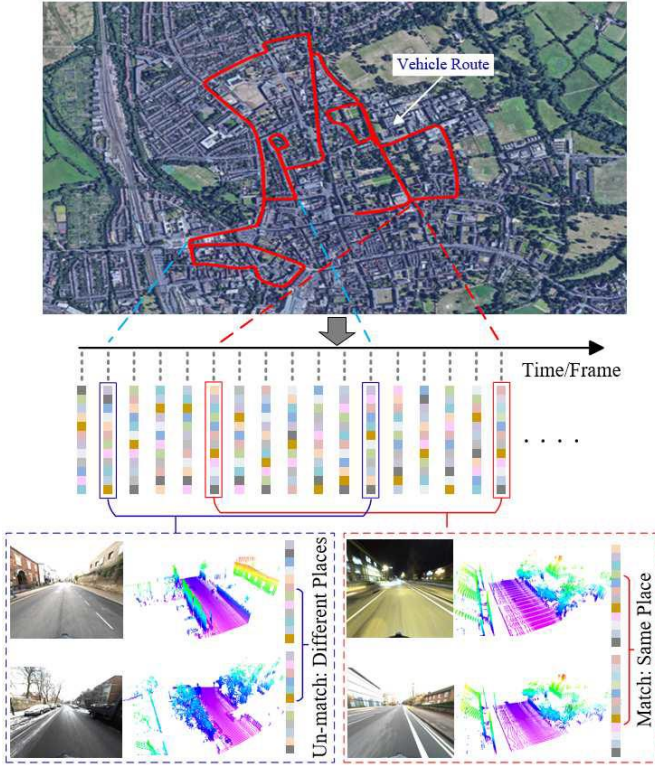 Vehicle Route
Time/Frame
. . . .
Un-match: Different Places
Match: Same Place